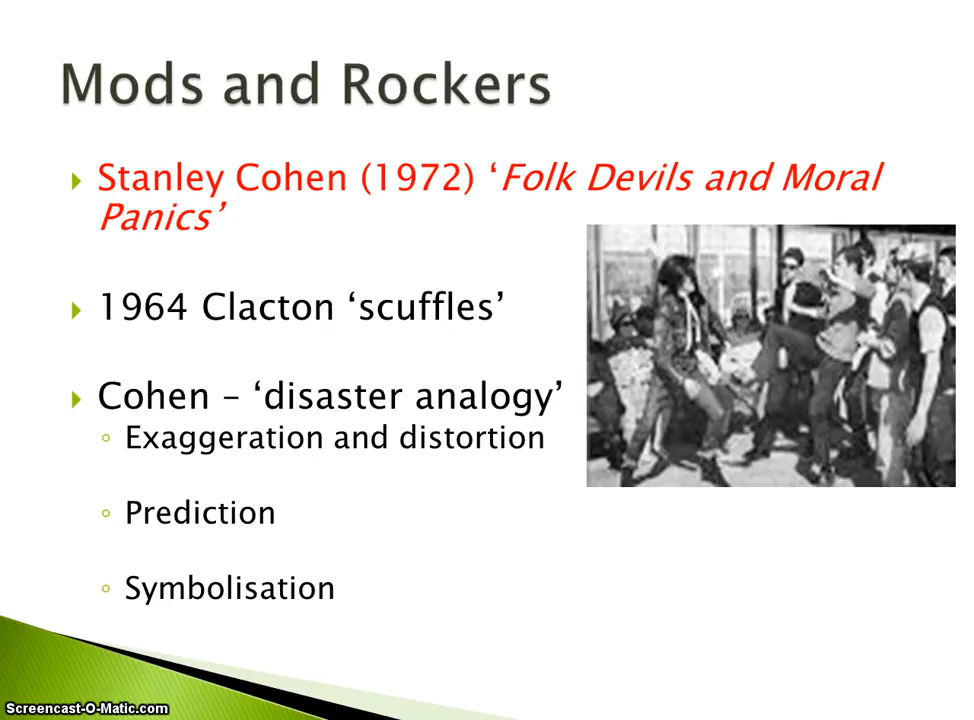 Mods and Rockers
Stanley Cohen (1972) ‘Folk Devils and Moral
Panics’
1964 Clacton ‘scuffles’
Cohen – ‘disaster analogy’
Exaggeration and distortion
Prediction
Symbolisation
Screencast-O-Matic.com